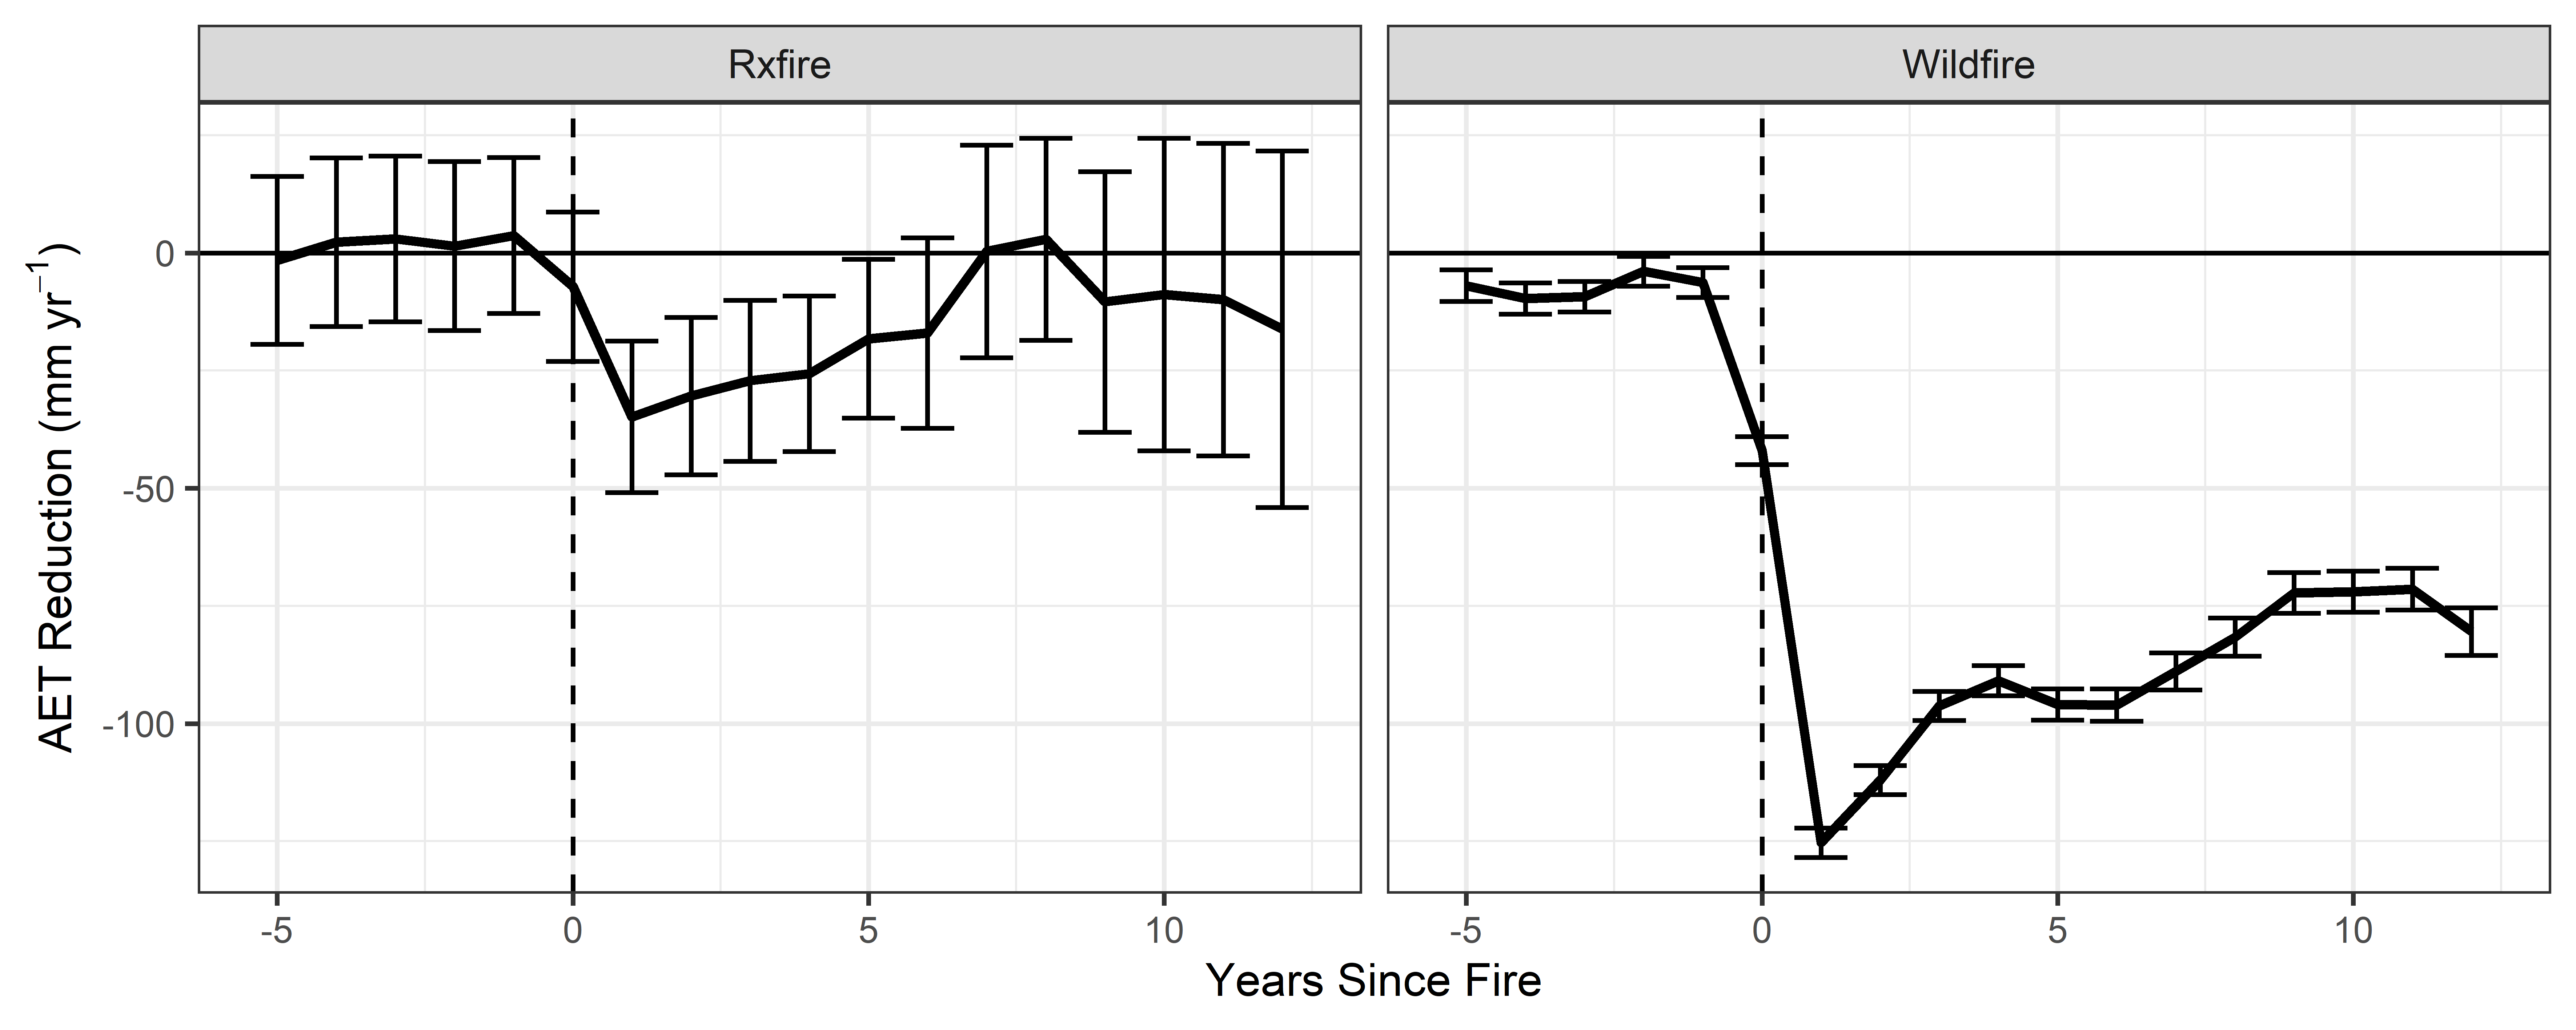 Rxfire
Wildfire
AET Reduction (mm yr⁻¹)
0
-50
-100
-5 0 5 10
-5 0 5 10
Years Since Fire